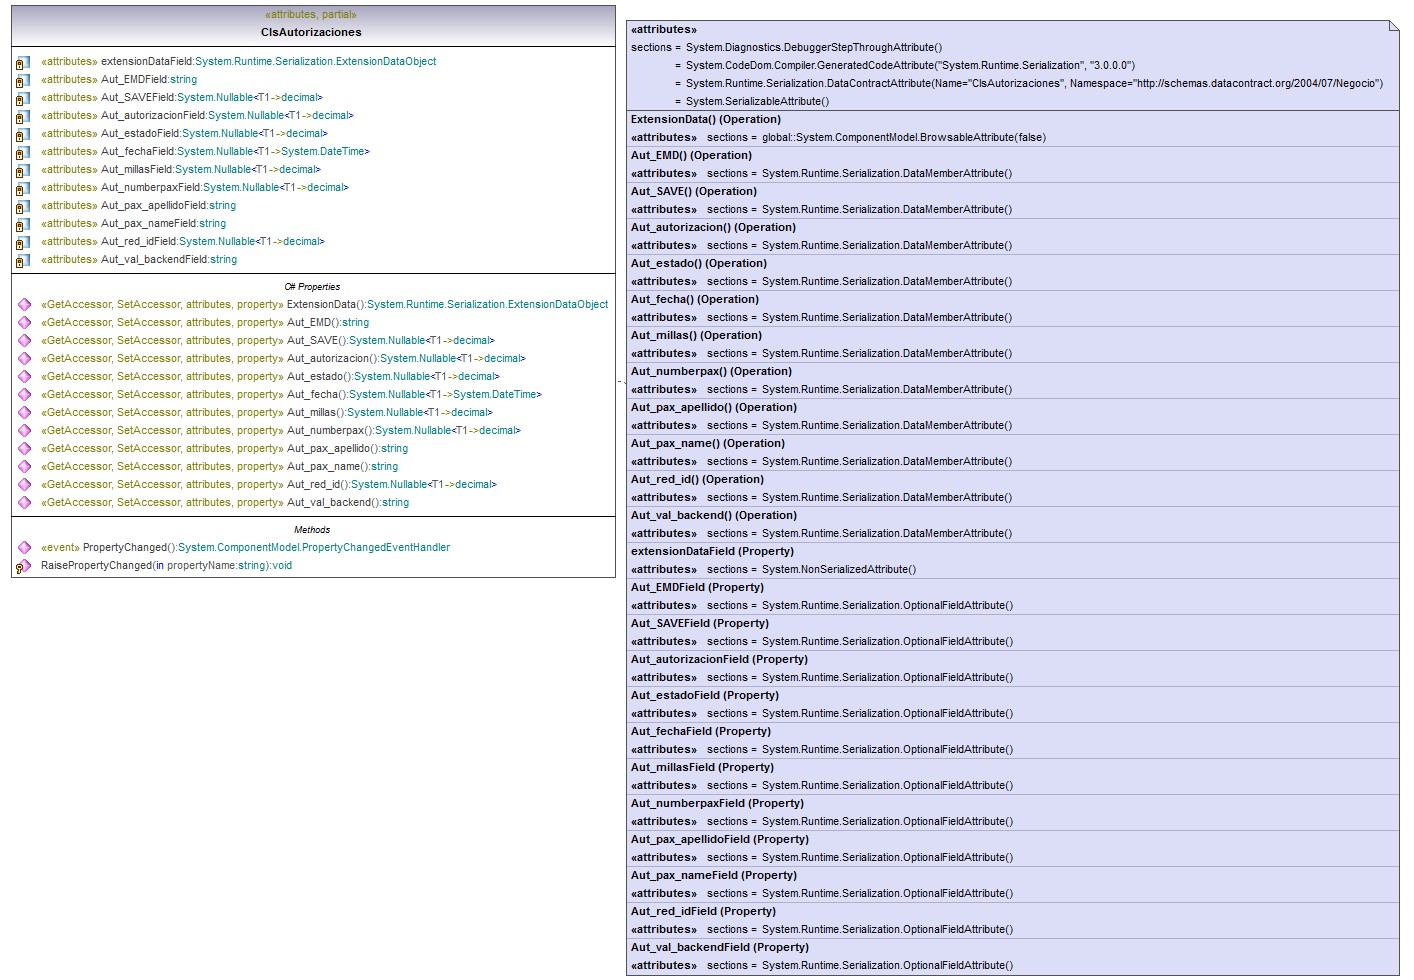 «attributes, partial»
ClsAutorizaciones
«attributes» extensionDataField:System.Runtime.Serialization.ExtensionDataObject
«attributes» Aut_EMDField:string
«attributes» Aut_SAVEField:System.Nullable<T1->decimal>
«attributes» Aut_autorizacionField:System.Nullable<T1->decimal>
«attributes» Aut_estadoField:System.Nullable<T1->decimal>
«attributes» Aut_fechaField:System.Nullable<T1->System.DateTime>
«attributes» Aut_millasField:System.Nullable<T1->decimal>
«attributes» Aut_numberpaxField:System.Nullable<T1->decimal>
«attributes» Aut_pax_apellidoField:string
«attributes» Aut_pax_nameField:string
«attributes» Aut_red_idField:System.Nullable<T1->decimal>
«attributes» Aut_val_backendField:string
C# Properties
«GetAccessor, SetAccessor, attributes, property» ExtensionData():System.Runtime.Serialization.ExtensionDataObject
«GetAccessor, SetAccessor, attributes, property» Aut_EMD():string
«GetAccessor, SetAccessor, attributes, property» Aut_SAVE():System.Nullable<T1->decimal>
«GetAccessor, SetAccessor, attributes, property» Aut_autorizacion():System.Nullable<T1->decimal>
«GetAccessor, SetAccessor, attributes, property» Aut_estado():System.Nullable<T1->decimal>
«GetAccessor, SetAccessor, attributes, property» Aut_fecha():System.Nullable<T1->System.DateTime>
«GetAccessor, SetAccessor, attributes, property» Aut_millas():System.Nullable<T1->decimal>
«GetAccessor, SetAccessor, attributes, property» Aut_numberpax():System.Nullable<T1->decimal>
«GetAccessor, SetAccessor, attributes, property» Aut_pax_apellido():string
«GetAccessor, SetAccessor, attributes, property» Aut_pax_name():string
«GetAccessor, SetAccessor, attributes, property» Aut_red_id():System.Nullable<T1->decimal>
«GetAccessor, SetAccessor, attributes, property» Aut_val_backend():string
Methods
«event» PropertyChanged():System.ComponentModel.PropertyChangedEventHandler
RaisePropertyChanged(in propertyName:string):void
«attributes»
sections = System.Diagnostics.DebuggerStepThroughAttribute()
= System.CodeDom.Compiler.GeneratedCodeAttribute("System.Runtime.Serialization", "3.0.0.0")
= System.Runtime.Serialization.DataContractAttribute(Name="ClsAutorizaciones", Namespace="http://schemas.datacontract.org/2004/07/Negocio")
= System.SerializableAttribute()
ExtensionData() (Operation)
«attributes» sections = global::System.ComponentModel.BrowsableAttribute(false)
Aut_EMD() (Operation)
«attributes» sections = System.Runtime.Serialization.DataMemberAttribute()
Aut_SAVE() (Operation)
«attributes» sections = System.Runtime.Serialization.DataMemberAttribute()
Aut_autorizacion() (Operation)
«attributes» sections = System.Runtime.Serialization.DataMemberAttribute()
Aut_estado() (Operation)
«attributes» sections = System.Runtime.Serialization.DataMemberAttribute()
Aut_fecha() (Operation)
«attributes» sections = System.Runtime.Serialization.DataMemberAttribute()
Aut_millas() (Operation)
«attributes» sections = System.Runtime.Serialization.DataMemberAttribute()
Aut_numberpax() (Operation)
«attributes» sections = System.Runtime.Serialization.DataMemberAttribute()
Aut_pax_apellido() (Operation)
«attributes» sections = System.Runtime.Serialization.DataMemberAttribute()
Aut_pax_name() (Operation)
«attributes» sections = System.Runtime.Serialization.DataMemberAttribute()
Aut_red_id() (Operation)
«attributes» sections = System.Runtime.Serialization.DataMemberAttribute()
Aut_val_backend() (Operation)
«attributes» sections = System.Runtime.Serialization.DataMemberAttribute()
extensionDataField (Property)
«attributes» sections = System.NonSerializedAttribute()
Aut_EMDField (Property)
«attributes» sections = System.Runtime.Serialization.OptionalFieldAttribute()
Aut_SAVEField (Property)
«attributes» sections = System.Runtime.Serialization.OptionalFieldAttribute()
Aut_autorizacionField (Property)
«attributes» sections = System.Runtime.Serialization.OptionalFieldAttribute()
Aut_estadoField (Property)
«attributes» sections = System.Runtime.Serialization.OptionalFieldAttribute()
Aut_fechaField (Property)
«attributes» sections = System.Runtime.Serialization.OptionalFieldAttribute()
Aut_millasField (Property)
«attributes» sections = System.Runtime.Serialization.OptionalFieldAttribute()
Aut_numberpaxField (Property)
«attributes» sections = System.Runtime.Serialization.OptionalFieldAttribute()
Aut_pax_apellidoField (Property)
«attributes» sections = System.Runtime.Serialization.OptionalFieldAttribute()
Aut_pax_nameField (Property)
«attributes» sections = System.Runtime.Serialization.OptionalFieldAttribute()
Aut_red_idField (Property)
«attributes» sections = System.Runtime.Serialization.OptionalFieldAttribute()
Aut_val_backendField (Property)
«attributes» sections = System.Runtime.Serialization.OptionalFieldAttribute()